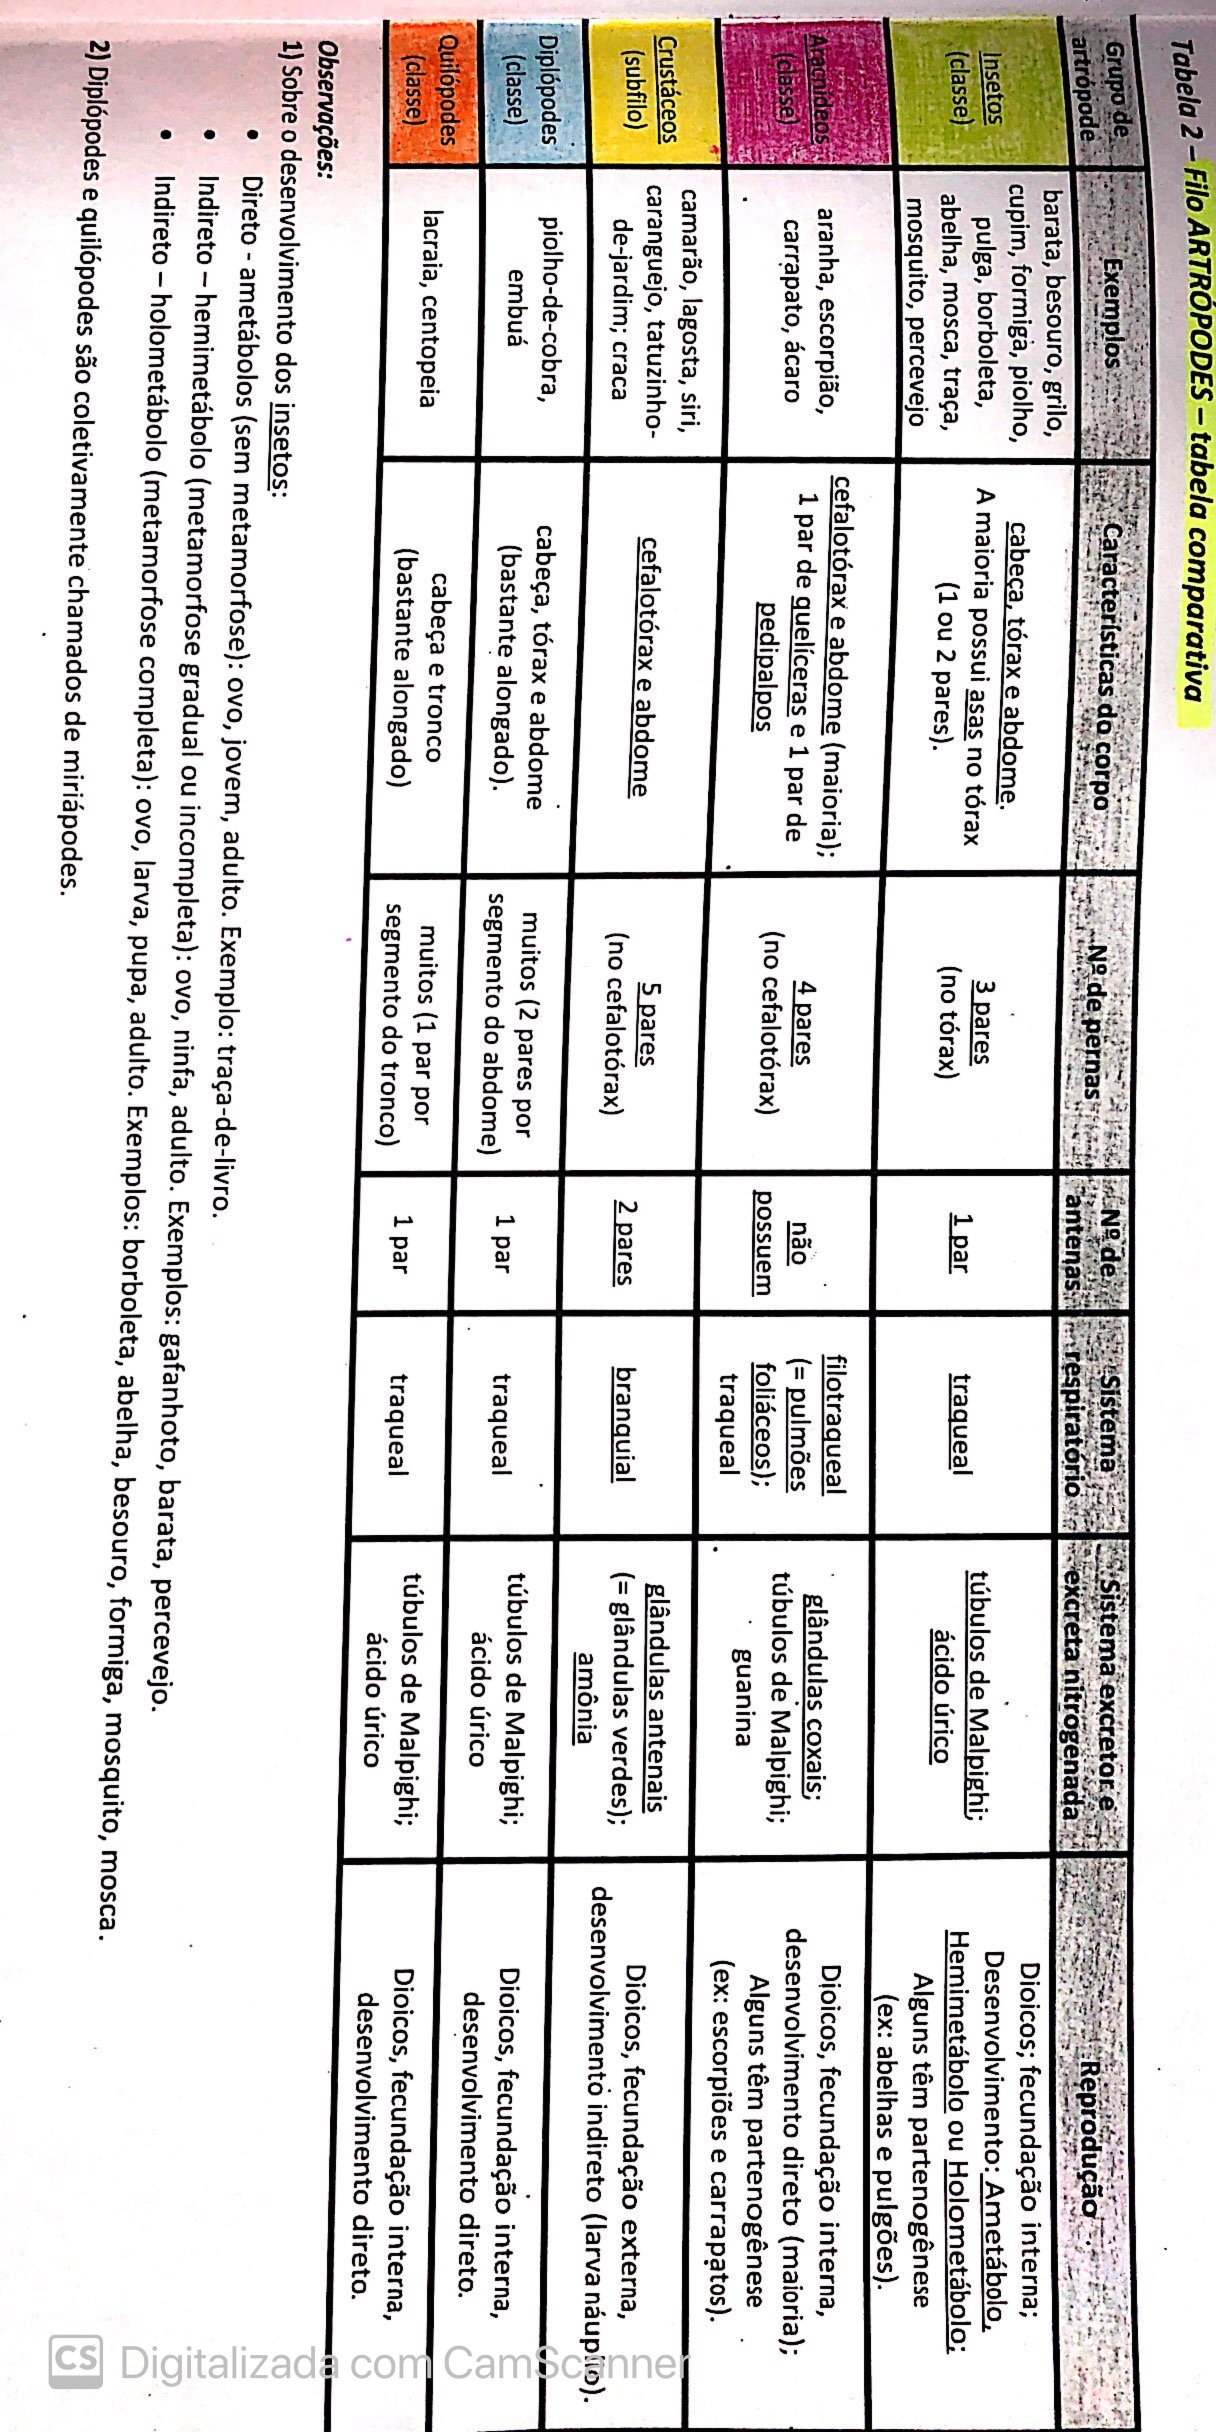 Tabela 2 – Filo ARTRÓPODES – tabela comparativa
Grupo de
artrópode
Exemplos
Características do corpo
Nº de pernas
Nº de
antenas
Sistema
respiratório
Sistema excretor e
excreta nitrogenada
Reprodução
Insetos
(classe)
barata, besouro, grilo,
cupim, formiga, piolho,
pulga, borboleta,
abelha, mosca, traça,
mosquito, percevejo
cabeça, tórax e abdome.
A maioria possui asas no tórax
(1 ou 2 pares).
3 pares
(no tórax)
1 par
traqueal
túbulos de Malpighi;
ácido úrico
Dioicos; fecundação interna;
Desenvolvimento: Ametábolo,
Hemimetábolo ou Holometábolo;
Alguns têm partenogênese
(ex: abelhas e pulgões).
Aracnídeos
(classe)
aranha, escorpião,
carrapato, ácaro
cefalotórax e abdome (maioria);
1 par de quelíceras e 1 par de
pedipalpos
4 pares
(no cefalotórax)
não
possuem
filotraqueal
(= pulmões
foliáceos);
traqueal
glândulas coxais;
túbulos de Malpighi;
guanina
Dioicos, fecundação interna,
desenvolvimento direto (maioria);
Alguns têm partenogênese
(ex: escorpiões e carrapatos).
Crustáceos
(subfilo)
camarão, lagosta, siri,
caranguejo, tatuzinho-
de-jardim; craca
cefalotórax e abdome
5 pares
(no cefalotórax)
2 pares
branquial
glândulas antenais
(= glândulas verdes);
amônia
Dioicos, fecundação externa,
desenvolvimento indireto (larva náuplio).
Diplópodes
(classe)
piolho-de-cobra,
embuá
cabeça, tórax e abdome
(bastante alongado).
muitos (2 pares por
segmento do abdome)
1 par
traqueal
túbulos de Malpighi;
ácido úrico
Dioicos, fecundação interna,
desenvolvimento direto.
Quilópodes
(classe)
lacraia, centopeia
cabeça e tronco
(bastante alongado)
muitos (1 par por
segmento do tronco)
1 par
traqueal
túbulos de Malpighi;
ácido úrico
Dioicos, fecundação interna,
desenvolvimento direto.
Observações:
1) Sobre o desenvolvimento dos insetos:
• Direto - ametábolos (sem metamorfose): ovo, jovem, adulto. Exemplo: traça-de-livro.
• Indireto – hemimetábolo (metamorfose gradual ou incompleta): ovo, ninfa, adulto. Exemplos: gafanhoto, barata, percevejo.
• Indireto – holometábolo (metamorfose completa): ovo, larva, pupa, adulto. Exemplos: borboleta, abelha, besouro, formiga, mosquito, mosca.
2) Diplópodes e quilópodes são coletivamente chamados de miriápodes.
CS Digitalizada com CamScanner